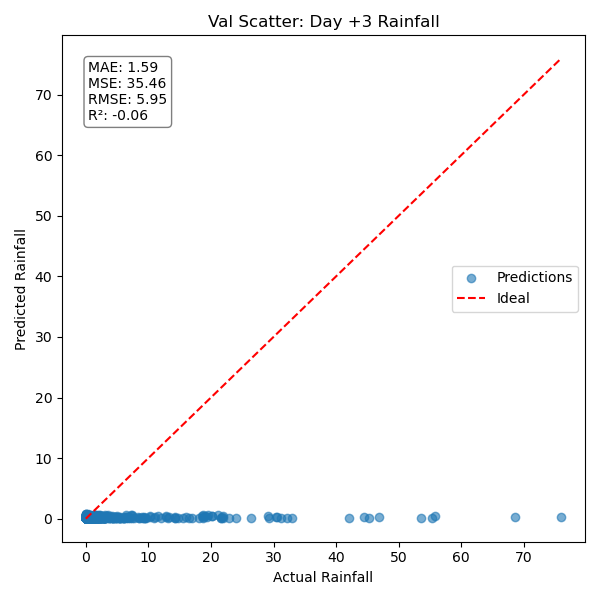 Val Scatter: Day +3 Rainfall
MAE: 1.59
MSE: 35.46
RMSE: 5.95
R²: -0.06
Predictions
Ideal
Predicted Rainfall
70
60
50
40
30
20
10
0
0 10 20 30 40 50 60 70
Actual Rainfall